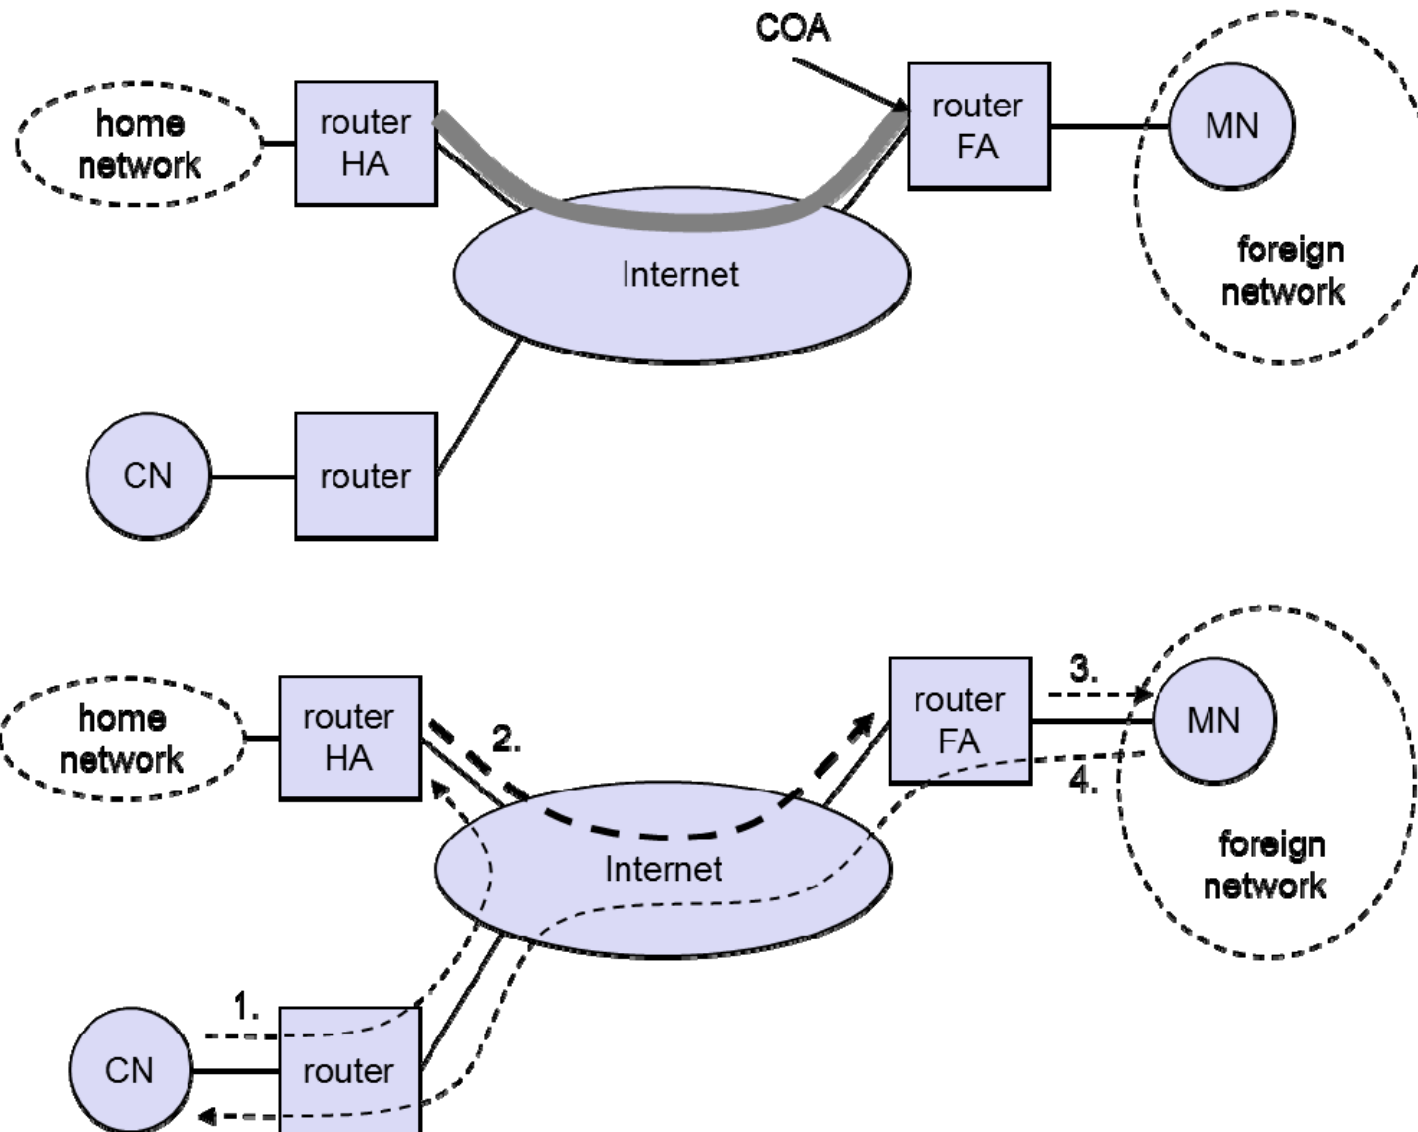 COA
home
network
router
HA
router
FA
MN
Internet
foreign
network
CN
router
home
network
router
HA
2.
router
FA
3.
MN
4.
Internet
foreign
network
1.
CN
router